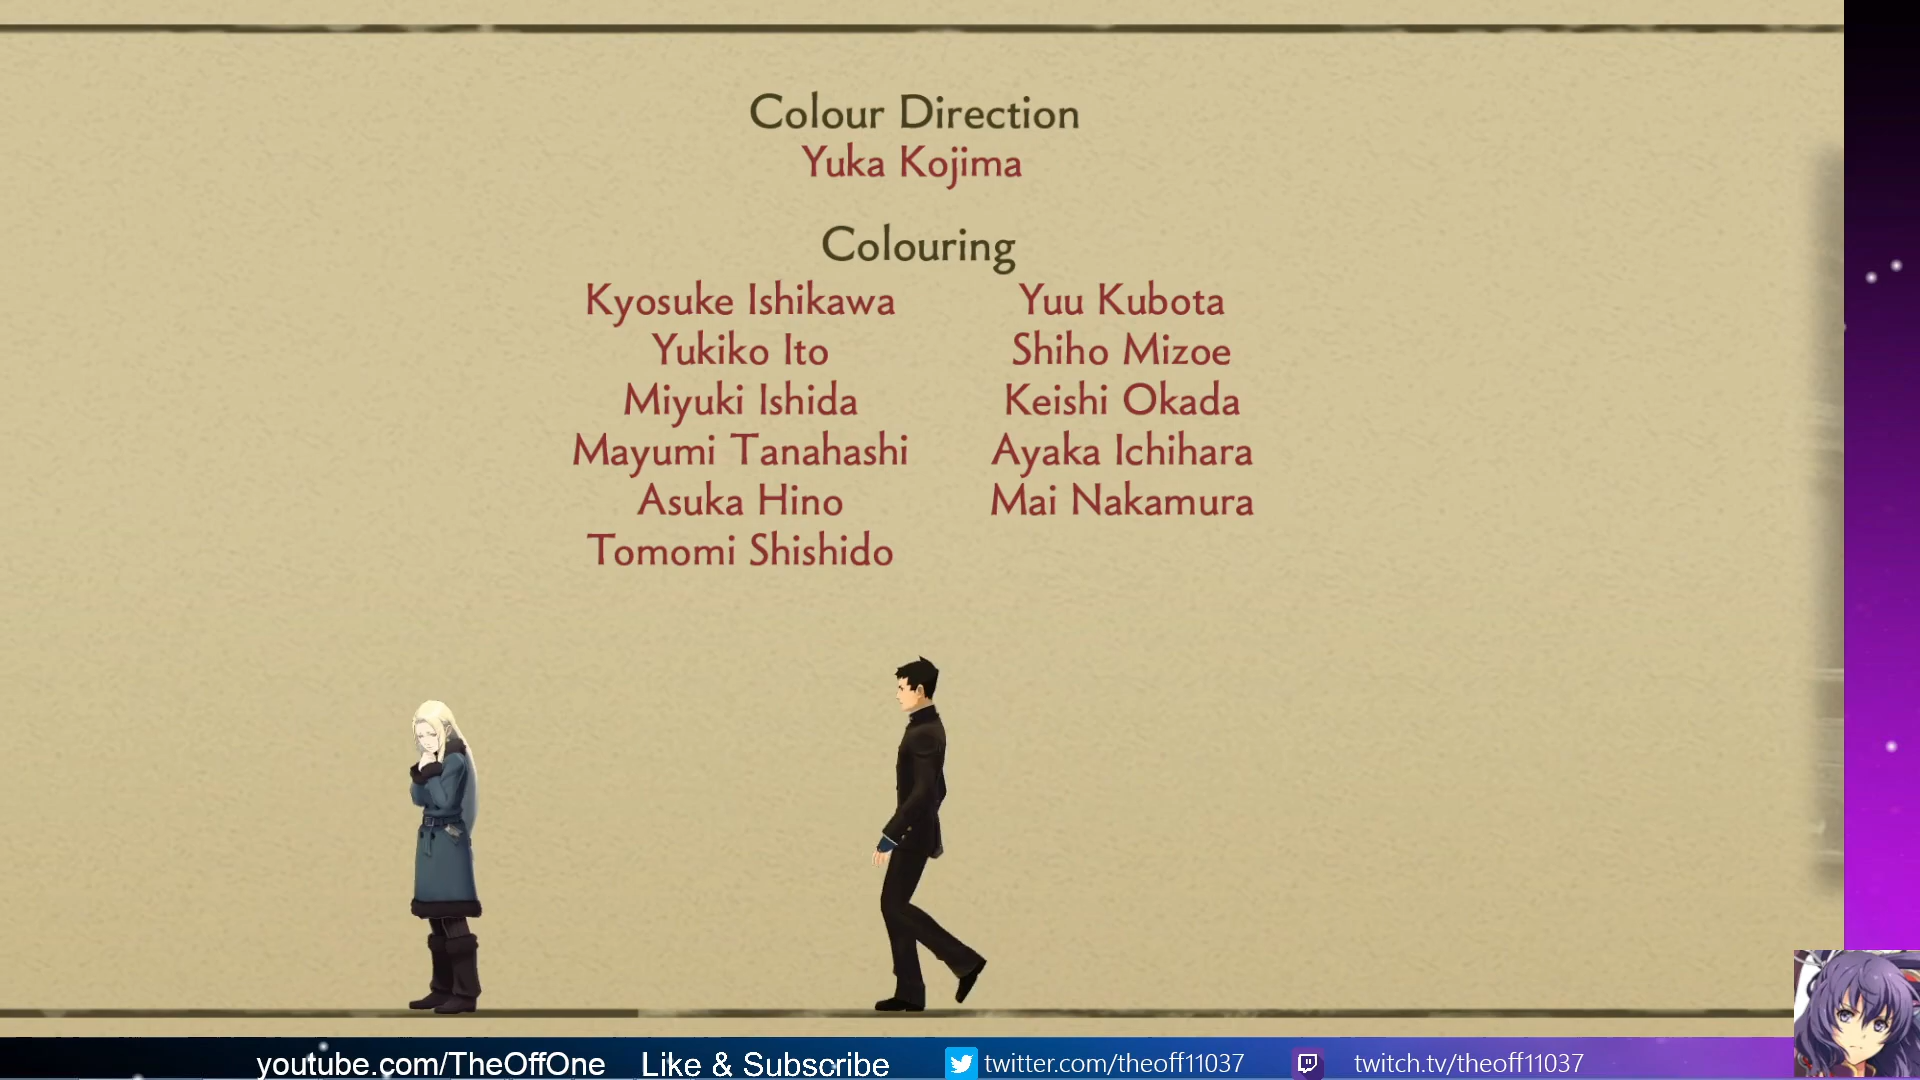 Colour Direction
Yuka Kojima
Colouring
Kyosuke Ishikawa Yuu Kubota
Yukiko Ito Shiho Mizoe
Miyuki Ishida Keishi Okada
Mayumi Tanahashi Ayaka Ichihara
Asuka Hino Mai Nakamura
Tomomi Shishido
youtube.com/TheOffOne Like & Subscribe twitter.com/theoff11037 twitch.tv/theoff11037